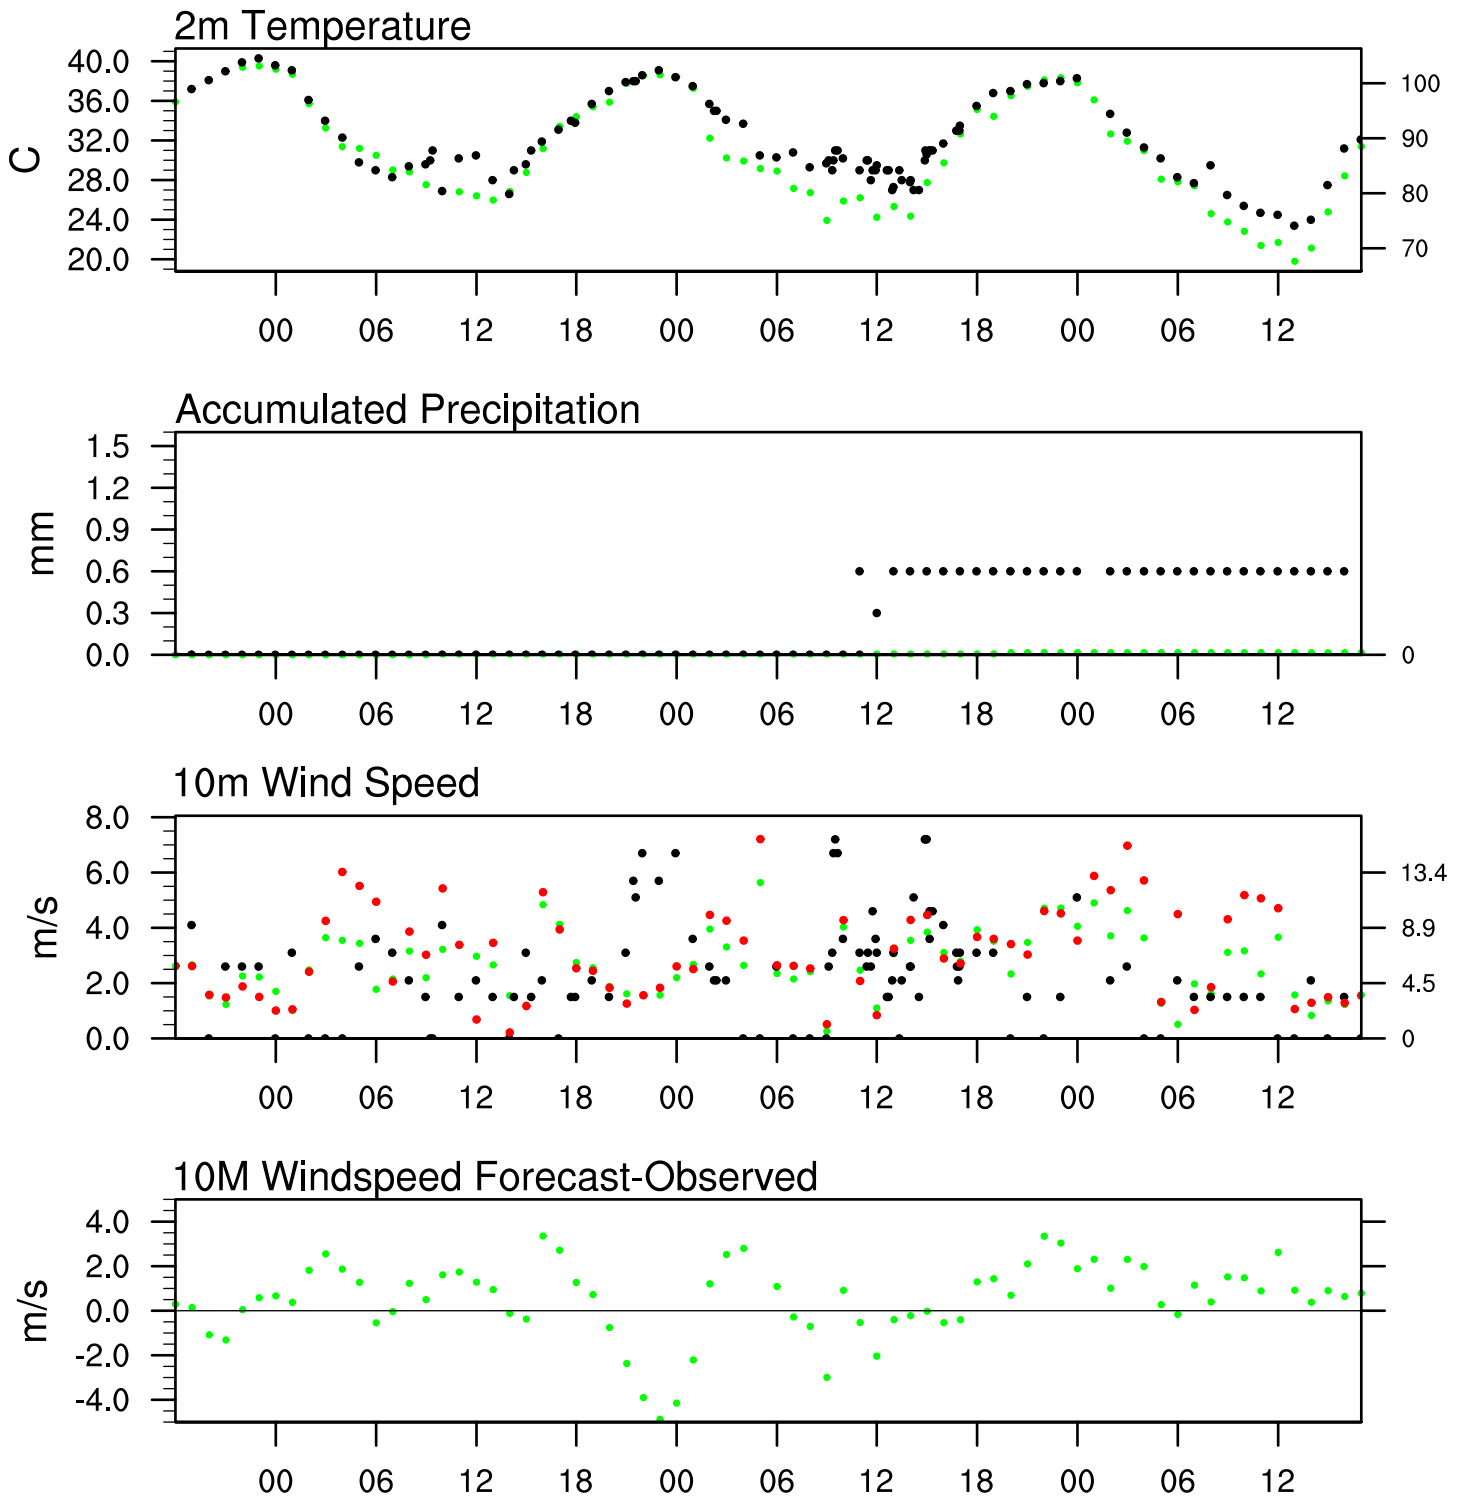 2m Temperature
C
40.0
36.0
32.0
28.0
24.0
20.0
100
90
80
70
00 06 12 18 00 06 12 18 00 06 12
Accumulated Precipitation
mm
1.5
1.2
0.9
0.6
0.3
0.0
0
00 06 12 18 00 06 12 18 00 06 12
10m Wind Speed
m/s
8.0
6.0
4.0
2.0
0.0
13.4
8.9
4.5
0
00 06 12 18 00 06 12 18 00 06 12
10M Windspeed Forecast-Observed
m/s
4.0
2.0
0.0
-2.0
-4.0
00 06 12 18 00 06 12 18 00 06 12